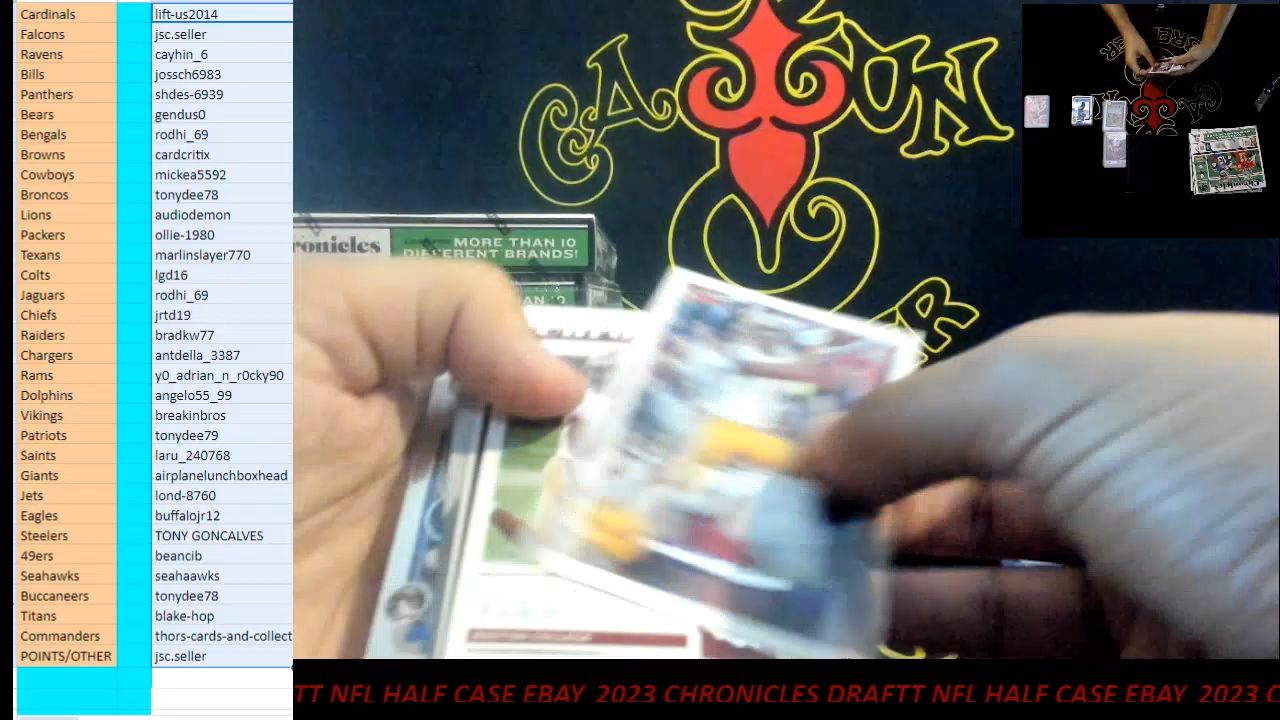 Cardinals lift-us2014
Falcons jsc.seller
Ravens cayhin_6
Bills jossch6983
Panthers shdes-6939
Bears gendus0
Bengals rodhi_69
Browns cardcritix
Cowboys mickea5592
Broncos tonydee78
Lions audiodemon
Packers ollie-1980
Texans marlinslayer770
Colts lgd16
Jaguars rodhi_69
Chiefs jrtd19
Raiders bradkw77
Chargers antdella_3387
Rams y0_adrian_n_r0cky90
Dolphins angelo55_99
Vikings breakinbros
Patriots tonydee79
Saints laru_240768
Giants airplanelunchboxhead
Jets lond-8760
Eagles buffalojr12
Steelers TONY GONCALVES
49ers beancib
Seahawks seahaawks
Buccaneers tonydee78
Titans blake-hop
Commanders thors-cards-and-collect
POINTS/OTHER jsc.seller
ronicles
MORE THAN 10
DIFFERENT BRANDS!
TT NFL HALF CASE EBAY 2023 CHRONICLES DRAFTT NFL HALF CASE EBAY 2023 C